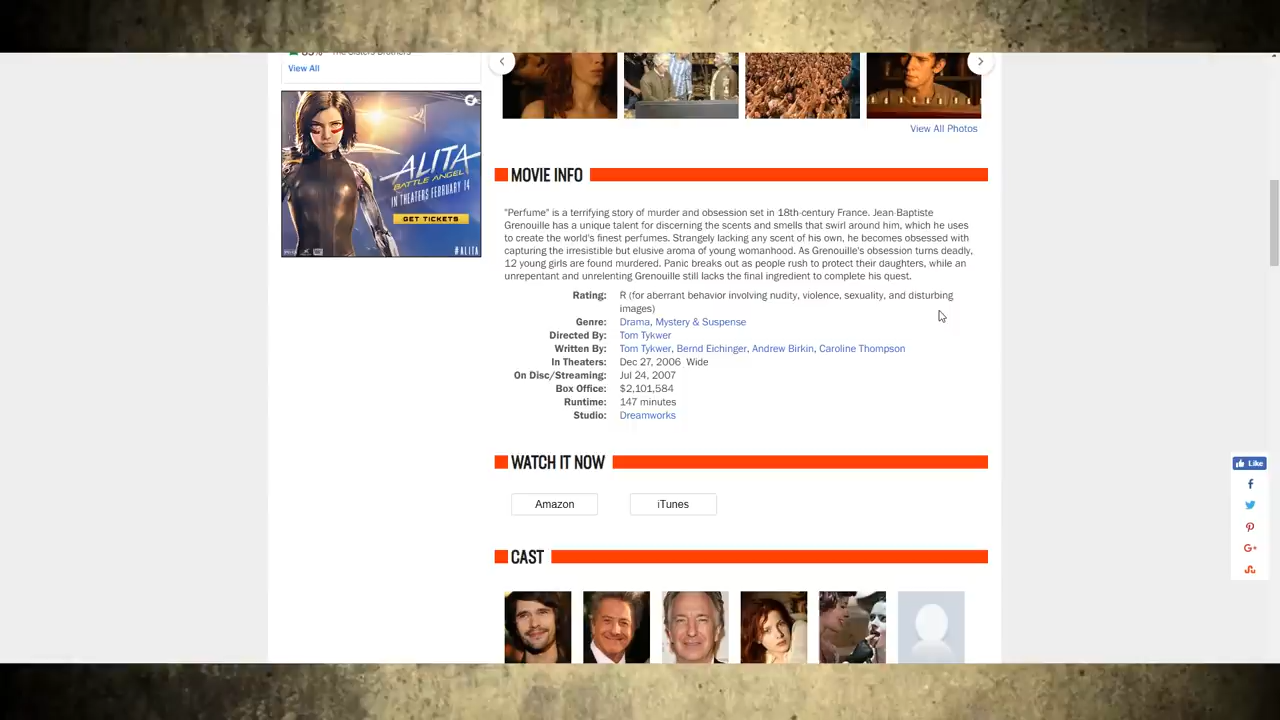 View All
View All Photos
ALITA
BATTLE ANGEL
IN THEATERS FEBRUARY 14
GET TICKETS
#ALITA
MOVIE INFO
"Perfume" is a terrifying story of murder and obsession set in 18th-century France. Jean-Baptiste
Grenouille has a unique talent for discerning the scents and smells that swirl around him, which he uses
to create the world's finest perfumes. Strangely lacking any scent of his own, he becomes obsessed with
capturing the irresistible but elusive aroma of young womanhood. As Grenouille's obsession turns deadly,
12 young girls are found murdered. Panic breaks out as people rush to protect their daughters, while an
unrepentant and unrelenting Grenouille still lacks the final ingredient to complete his quest.
Rating: R (for aberrant behavior involving nudity, violence, sexuality, and disturbing
images)
Genre: Drama, Mystery & Suspense
Directed By: Tom Tykwer
Written By: Tom Tykwer, Bernd Eichinger, Andrew Birkin, Caroline Thompson
In Theaters: Dec 27, 2006 Wide
On Disc/Streaming: Jul 24, 2007
Box Office: $2,101,584
Runtime: 147 minutes
Studio: Dreamworks
WATCH IT NOW
Amazon iTunes
Like
CAST